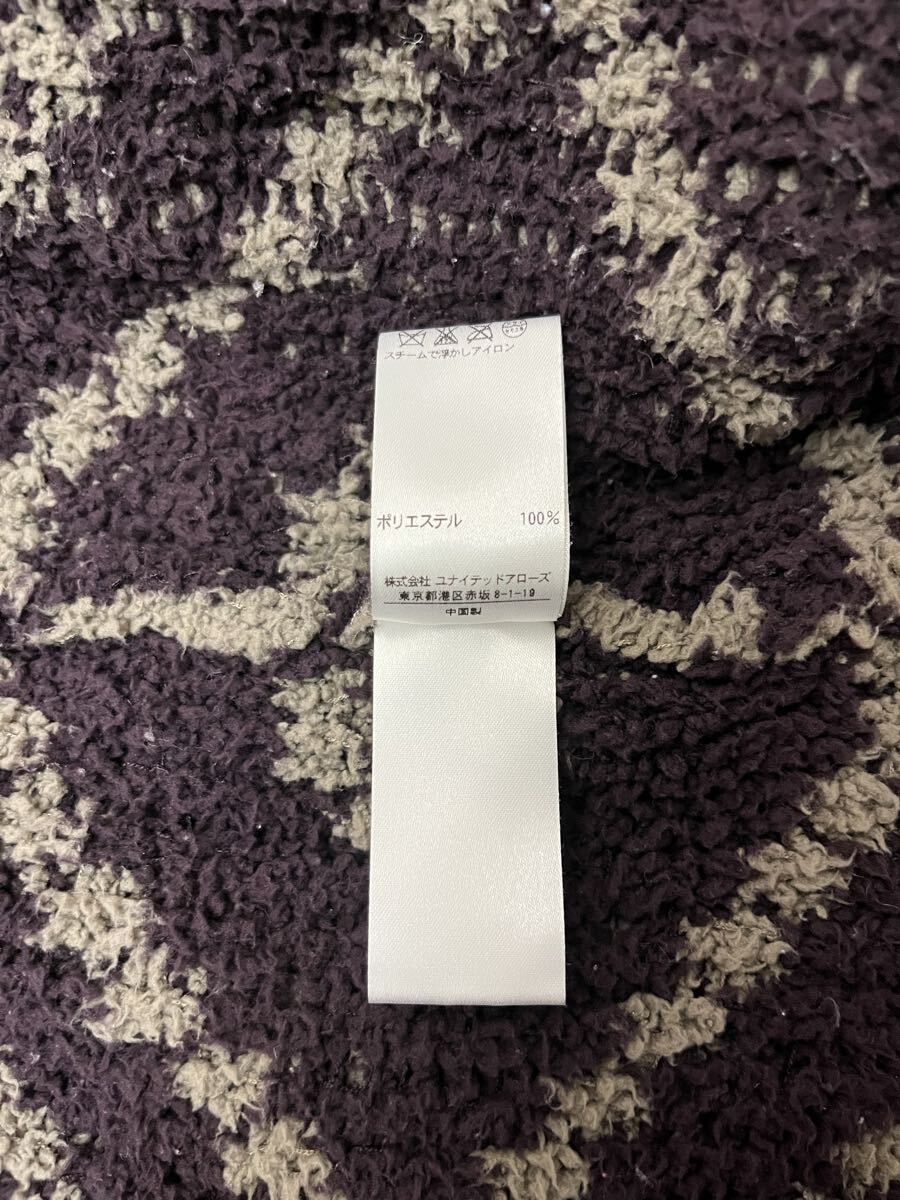 スチームで浮かしアイロン
ポリエステル 100%
株式会社 ユナイテッドアローズ
東京都港区赤坂 8-1-19
中国製